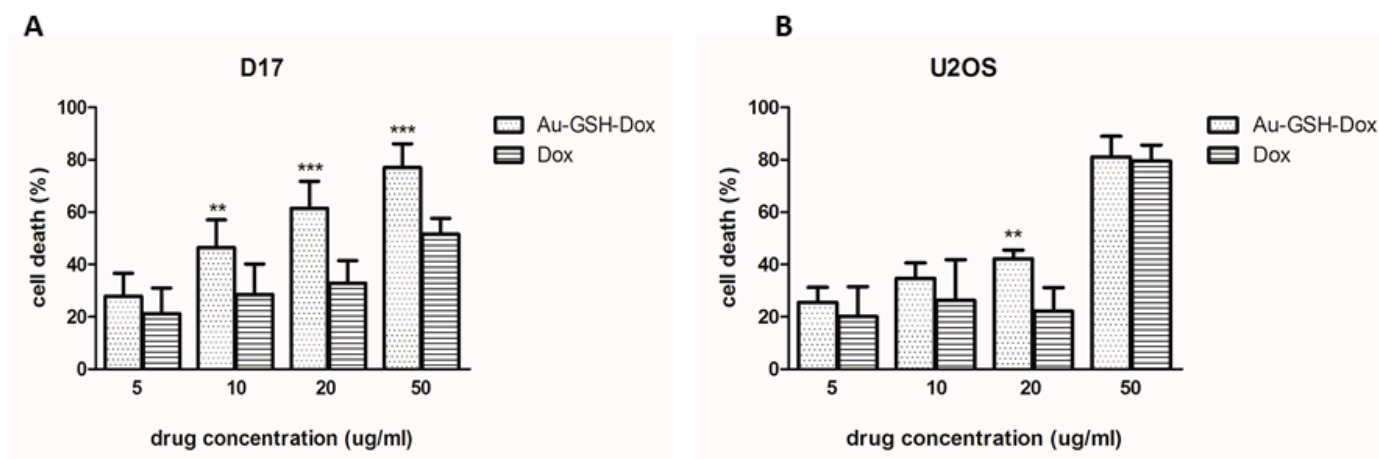 A
D17
cell death (%)
100
80
60
40
20
0
**
***
***
5 10 20 50
drug concentration (ug/ml)
Au-GSH-Dox
Dox
B
U2OS
cell death (%)
100
80
60
40
20
0
**
5 10 20 50
drug concentration (ug/ml)
Au-GSH-Dox
Dox